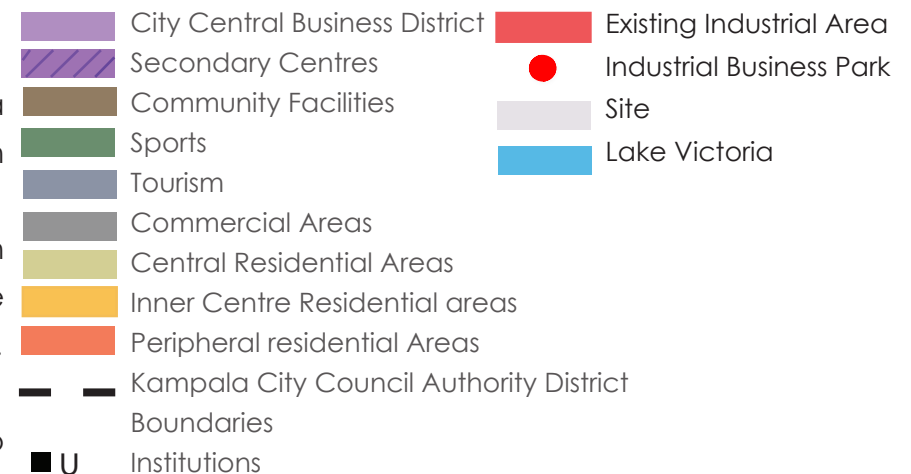 City Central Business District
Secondary Centres
Community Facilities
Sports
Tourism
Commercial Areas
Central Residential Areas
Inner Centre Residential areas
Peripheral residential Areas
Kampala City Council Authority District
Boundaries
U Institutions
Existing Industrial Area
Industrial Business Park
Site
Lake Victoria